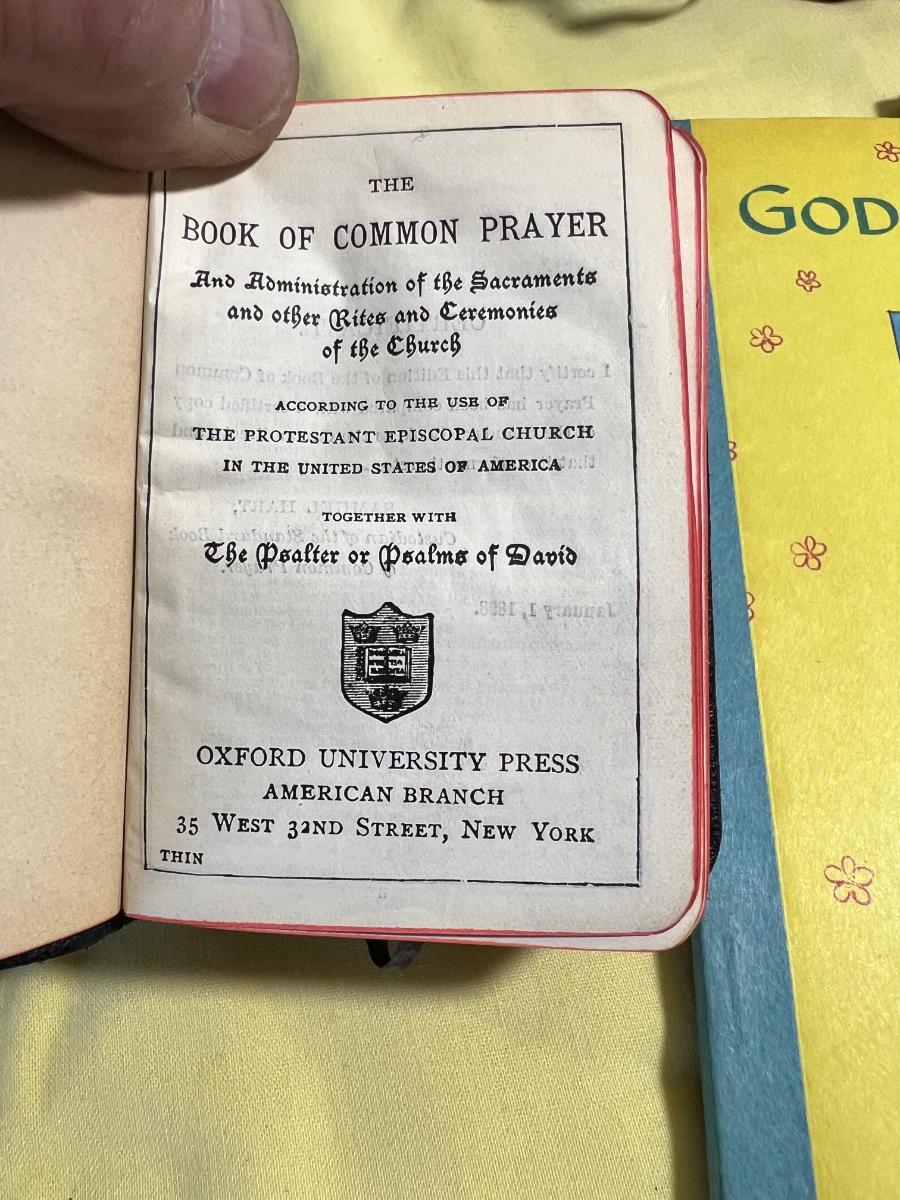 THE
BOOK OF COMMON PRAYER
And Administration of the Sacraments
and other Rites and Ceremonies
of the Church
ACCORDING TO THE USE OF
THE PROTESTANT EPISCOPAL CHURCH
IN THE UNITED STATES OF AMERICA
TOGETHER WITH
The Psalter or Psalms of David
OXFORD UNIVERSITY PRESS
AMERICAN BRANCH
35 WEST 32ND STREET, NEW YORK
THIN
GOD